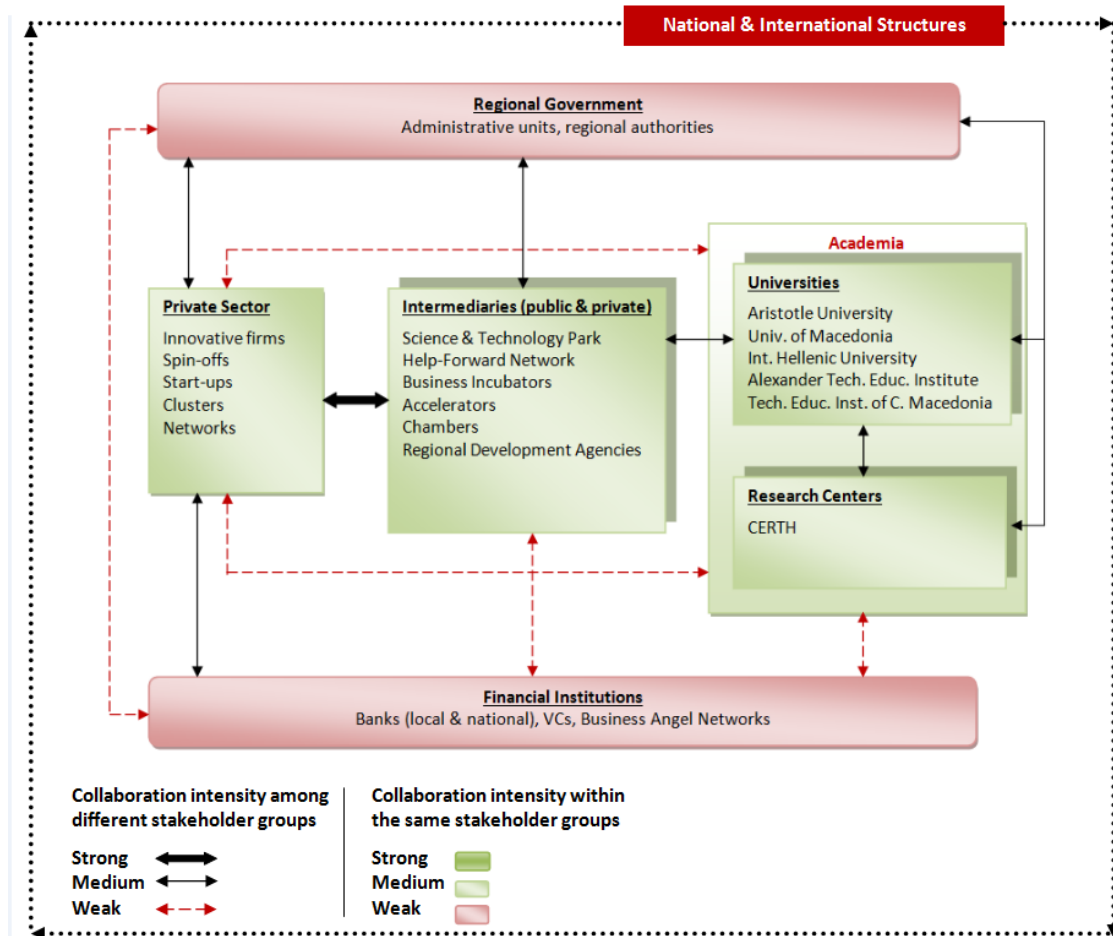 National & International Structures
Regional Government
Administrative units, regional authorities
Academia
Private Sector
Innovative firms
Spin-offs
Start-ups
Clusters
Networks
Intermediaries (public & private)
Science & Technology Park
Help-Forward Network
Business Incubators
Accelerators
Chambers
Regional Development Agencies
Universities
Aristotle University
Univ. of Macedonia
Int. Hellenic University
Alexander Tech. Educ. Institute
Tech. Educ. Inst. of C. Macedonia
Research Centers
CERTH
Financial Institutions
Banks (local & national), VCs, Business Angel Networks
Collaboration intensity among
different stakeholder groups
Strong
Medium
Weak
Collaboration intensity within
the same stakeholder groups
Strong
Medium
Weak